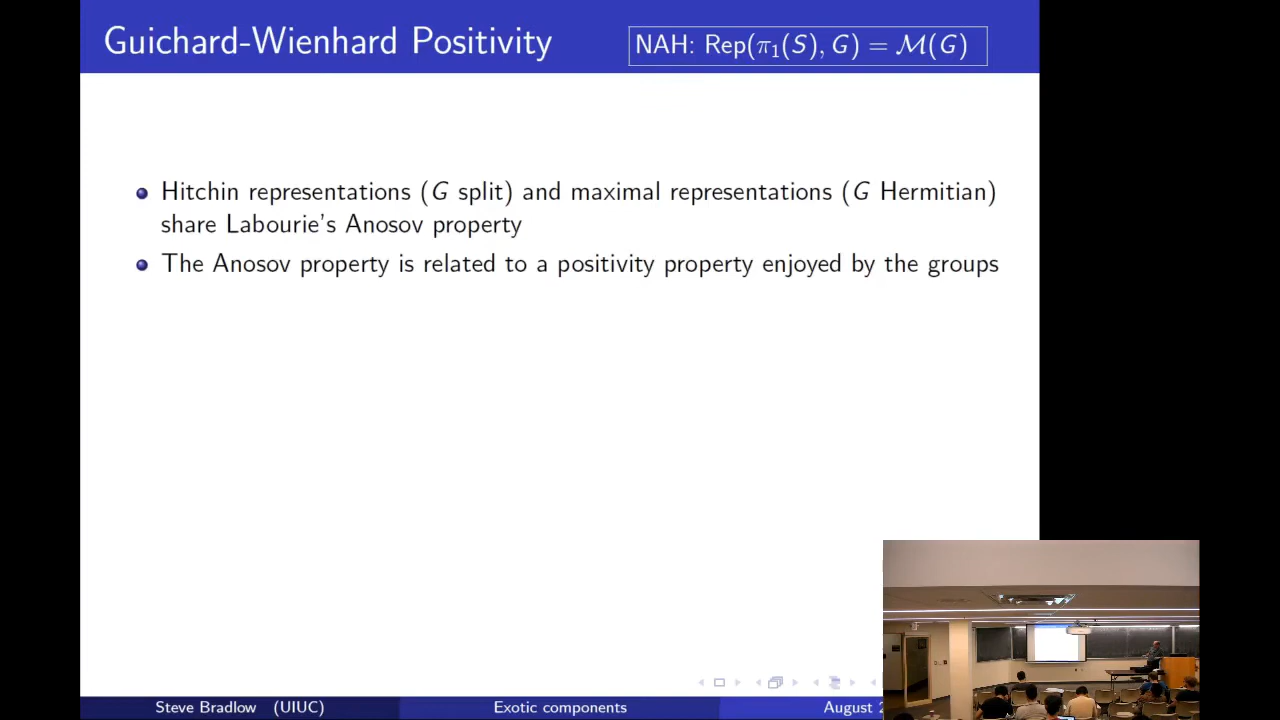 Guichard-Wienhard Positivity
NAH: Rep(π₁(S), G) = ℳ(G)
Hitchin representations (G split) and maximal representations (G Hermitian)
share Labourie's Anosov property
The Anosov property is related to a positivity property enjoyed by the groups
Steve Bradlow (UIUC)
Exotic components
August